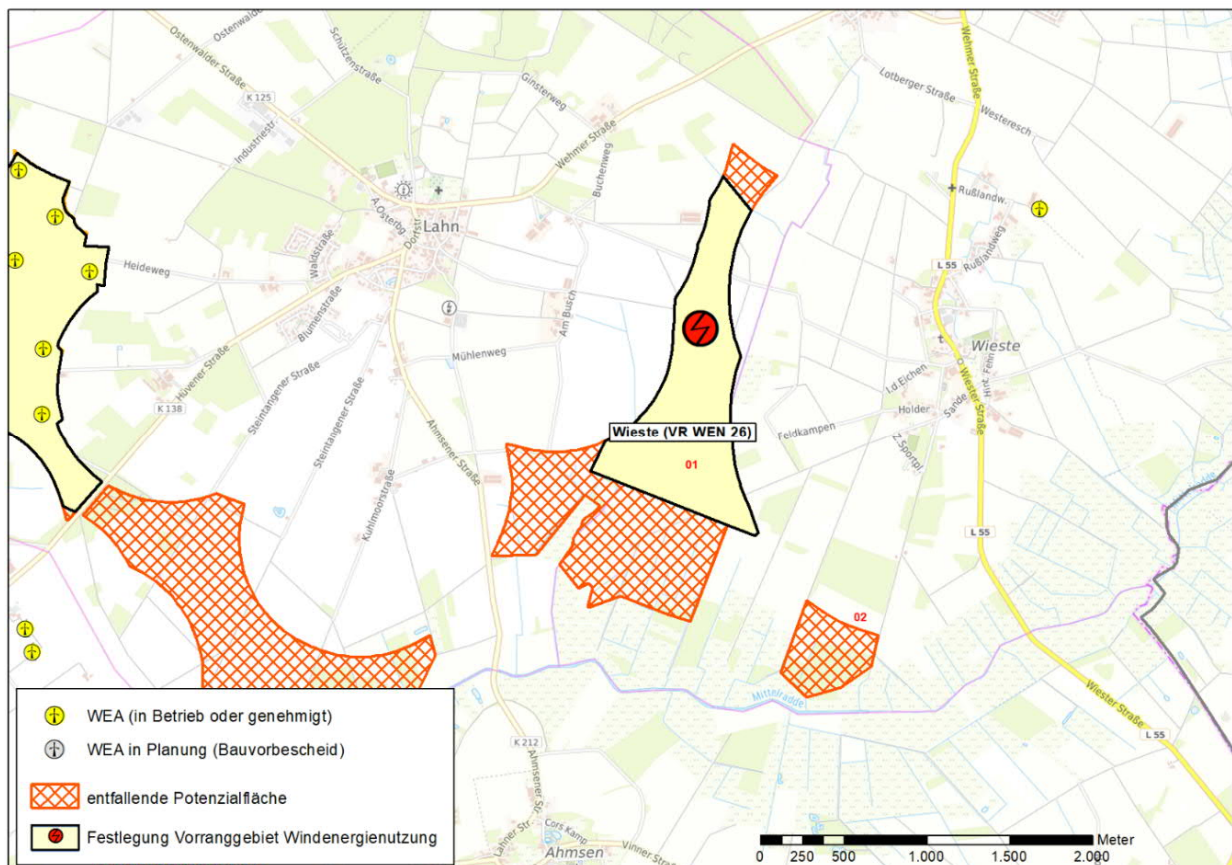 Ostenwalder Straße
Ostenwalde
Schützenstraße
Ginsterweg
Wehmer Straße
Lotberger Straße
Westeresch
K 125
Industriestr.
Wehmer Straße
Buchenweg
Rußlandw.
A.Osterbg
Dorfstr
Lahn
Waldstraße
Heideweg
Rußlandweg
L 55
Blumenstraße
Am Busch
Mühlenweg
Wieste
Hüvener Straße
I.d.Eichen
Hint. Fehn
Steintangener Straße
Wiester Straße
K 138
Holder
Sande
Steintangener Straße
Ahmsener Straße
Wieste (VR WEN 26)
Feldkampen
Z.Sportpl.
01
Kuhlmoorstraße
L 55
02
Mittelradde
Wiester Straße
L 55
K 212
Ahmsener Str.
Lahner Str.
Cors Kamp
Vinner Straße
Ahmsen
WEA (in Betrieb oder genehmigt)
WEA in Planung (Bauvorbescheid)
entfallende Potenzialfläche
Festlegung Vorranggebiet Windenergienutzung
Meter
0 250 500 1.000 1.500 2.000